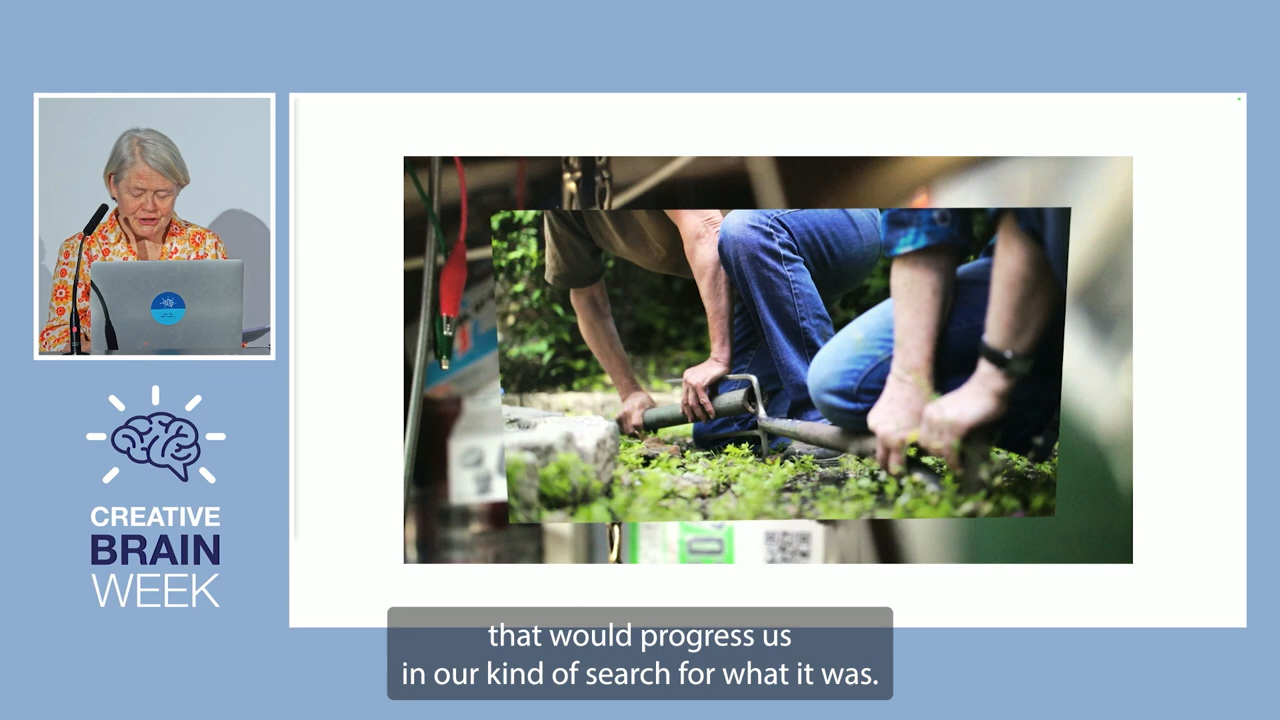 CREATIVE
BRAIN
WEEK
that would progress us
in our kind of search for what it was.